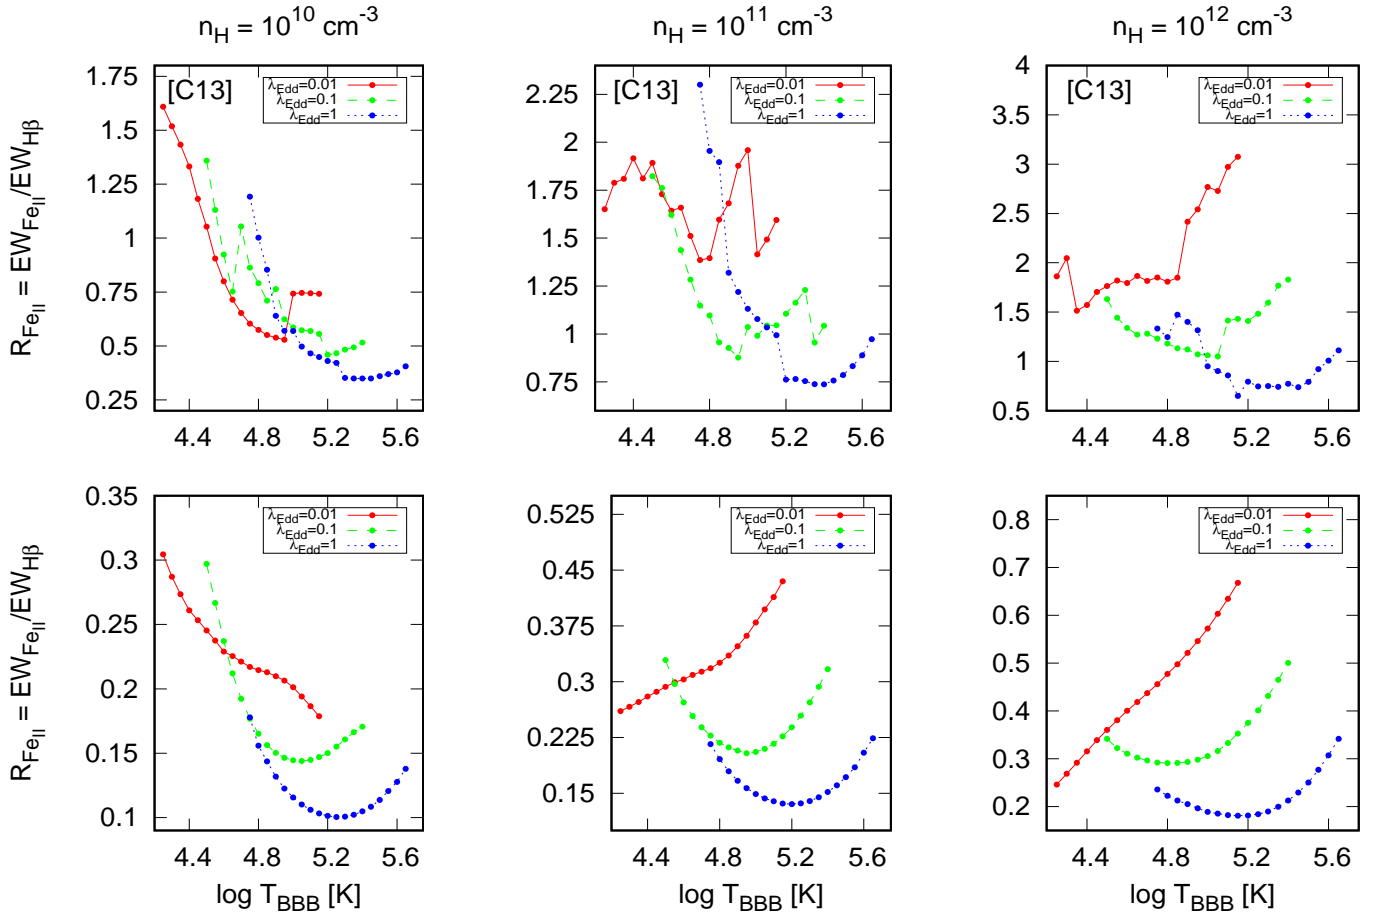 n_H = 10^10 cm^-3
n_H = 10^11 cm^-3
n_H = 10^12 cm^-3
R_Fe_II = EW_Fe_II/EW_Hβ
1.75
1.5
1.25
1
0.75
0.5
0.25
[C13]
λ_Edd=0.01
λ_Edd=0.1
λ_Edd=1
4.4 4.8 5.2 5.6
2.25
2
1.75
1.5
1.25
1
0.75
[C13]
λ_Edd=0.01
λ_Edd=0.1
λ_Edd=1
4.4 4.8 5.2 5.6
4
3.5
3
2.5
2
1.5
1
0.5
[C13]
λ_Edd=0.01
λ_Edd=0.1
λ_Edd=1
4.4 4.8 5.2 5.6
R_Fe_II = EW_Fe_II/EW_Hβ
0.35
0.3
0.25
0.2
0.15
0.1
λ_Edd=0.01
λ_Edd=0.1
λ_Edd=1
4.4 4.8 5.2 5.6
log T_BBB [K]
0.525
0.45
0.375
0.3
0.225
0.15
λ_Edd=0.01
λ_Edd=0.1
λ_Edd=1
4.4 4.8 5.2 5.6
log T_BBB [K]
0.8
0.7
0.6
0.5
0.4
0.3
0.2
λ_Edd=0.01
λ_Edd=0.1
λ_Edd=1
4.4 4.8 5.2 5.6
log T_BBB [K]